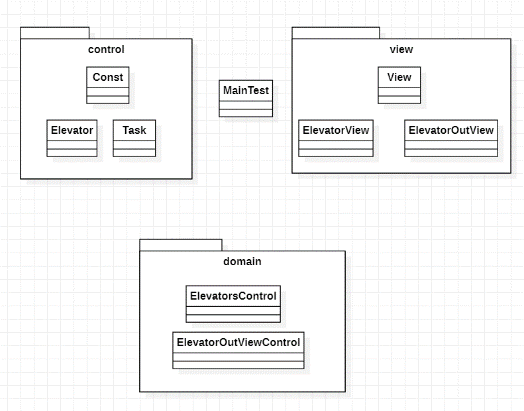 control
Const
Elevator
Task
MainTest
view
View
ElevatorView
ElevatorOutView
domain
ElevatorsControl
ElevatorOutViewControl